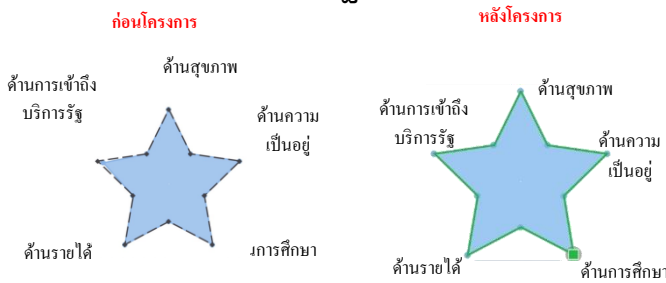 ก่อนโครงการ
ด้านสุขภาพ
ด้านการเข้าถึง
บริการรัฐ
ด้านความ
เป็นอยู่
ด้านรายได้
การศึกษา
หลังโครงการ
ด้านสุขภาพ
ด้านการเข้าถึง
บริการรัฐ
ด้านความ
เป็นอยู่
ด้านรายได้
ด้านการศึกษา